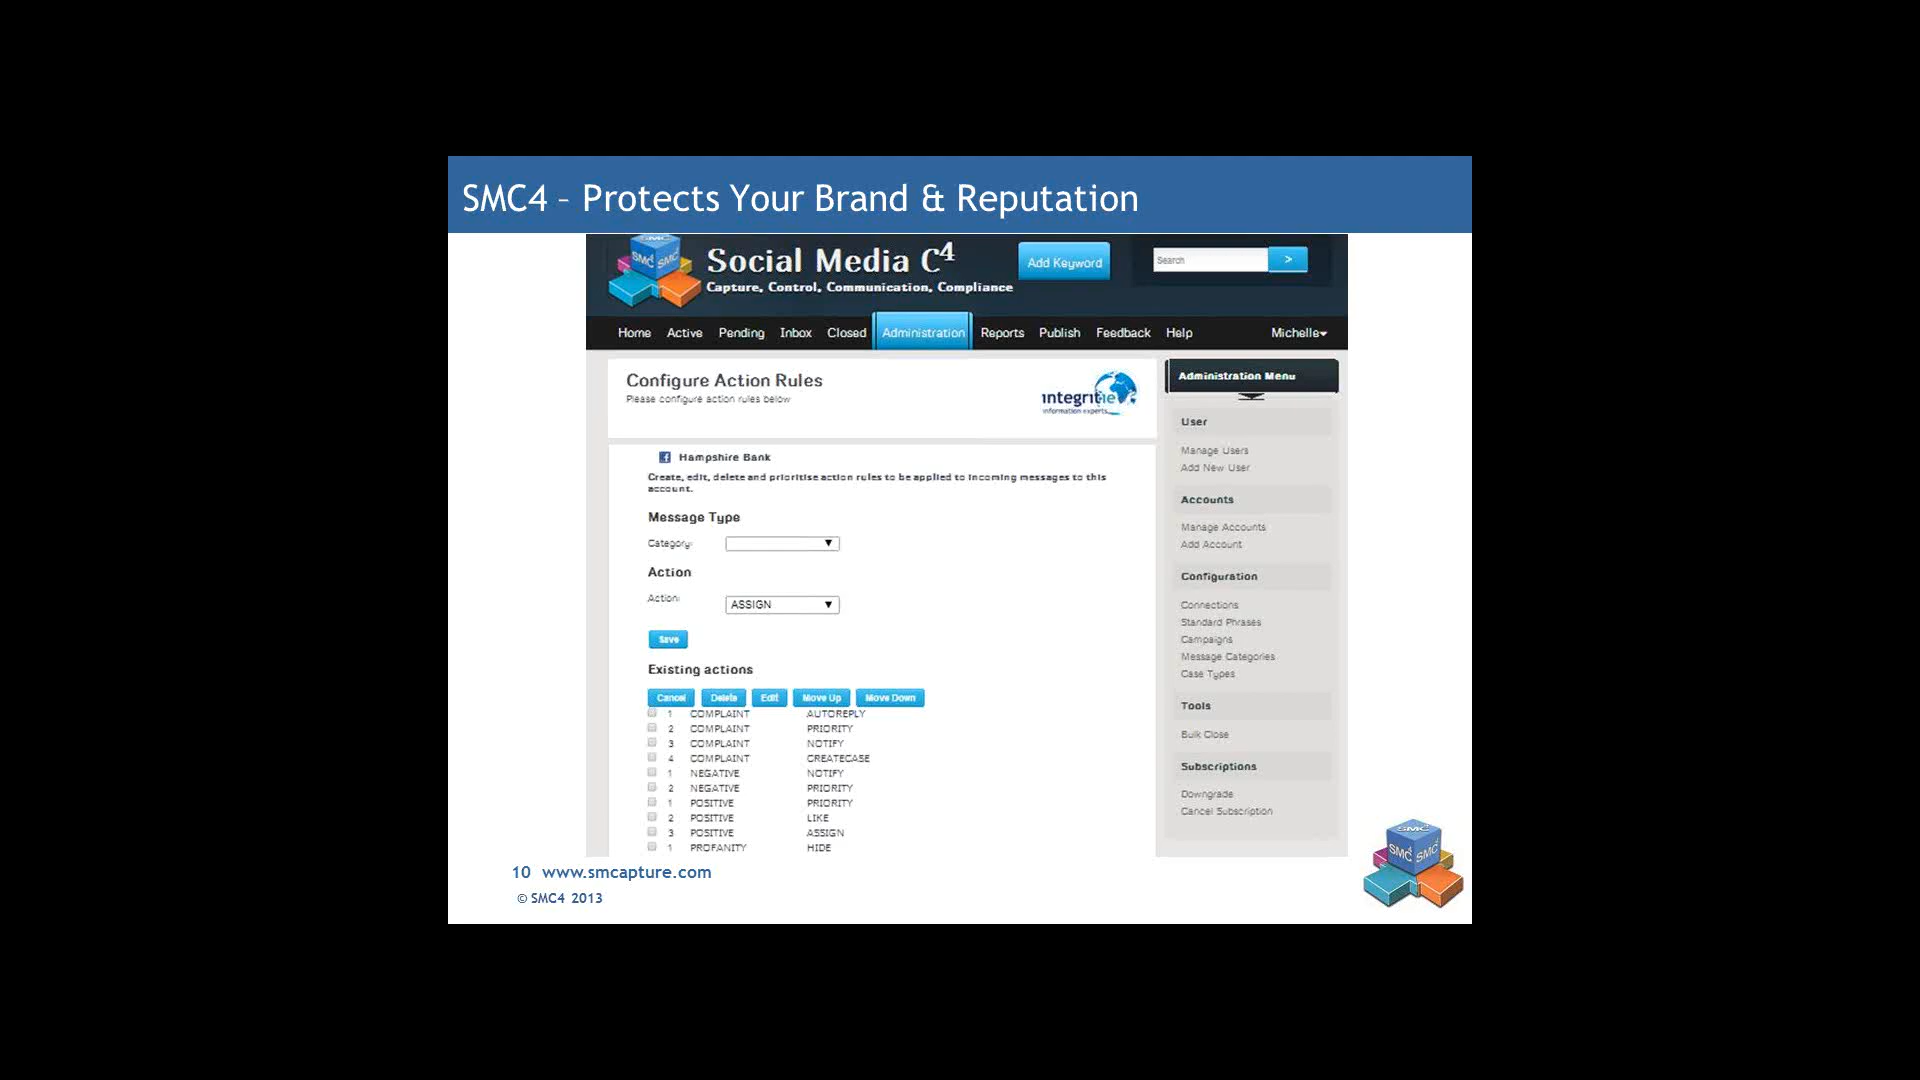 SMC4 – Protects Your Brand & Reputation
SMC SMC
Social Media C4
Capture, Control, Communication, Compliance
Add Keyword
Search
>
Home Active Pending Inbox Closed Administration Reports Publish Feedback Help Michelle
Configure Action Rules
Please configure action rules below
integritie
information experts
Hampshire Bank
Create, edit, delete and prioritise action rules to be applied to incoming messages to this
account.
Message Type
Category:
Action
Action:
ASSIGN
Save
Existing actions
Cancel Delete Edit Move Up Move Down
1 COMPLAINT AUTOREPLY
2 COMPLAINT PRIORITY
3 COMPLAINT NOTIFY
4 COMPLAINT CREATECASE
1 NEGATIVE NOTIFY
2 NEGATIVE PRIORITY
1 POSITIVE PRIORITY
2 POSITIVE LIKE
3 POSITIVE ASSIGN
1 PROFANITY HIDE
Administration Menu
User
Manage Users
Add New User
Accounts
Manage Accounts
Add Account
Configuration
Connections
Standard Phrases
Campaigns
Message Categories
Case Types
Tools
Bulk Close
Subscriptions
Downgrade
Cancel Subscription
10 www.smcapture.com
© SMC4 2013
SMC
SMC SMC